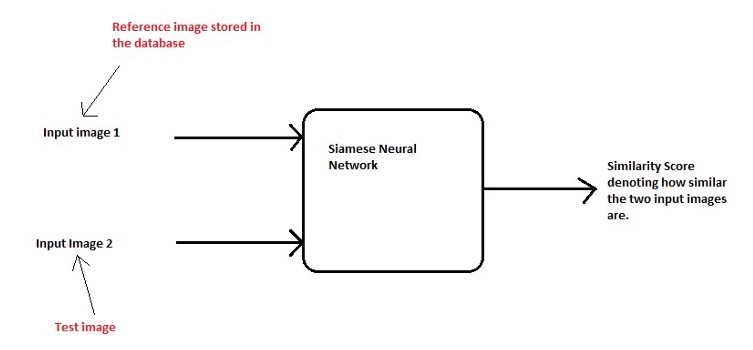 Reference image stored in
the database
Input image 1
Siamese Neural
Network
Similarity Score
denoting how similar
the two input images
are.
Input Image 2
Test image